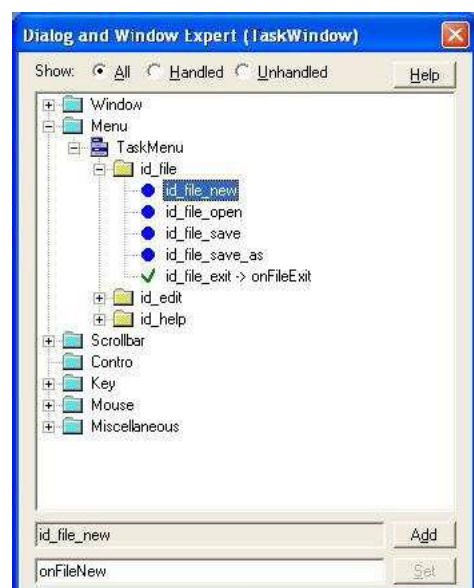 Dialog and Window Expert (TaskWindow)
Show: All Handled Unhandled Help
Window
Menu
TaskMenu
id_file
id_file_new
id_file_open
id_file_save
id_file_save_as
id_file_exit -> onFileExit
id_edit
id_help
Scrollbar
Contro
Key
Mouse
Miscellaneous
id_file_new Add
onFileNew Set